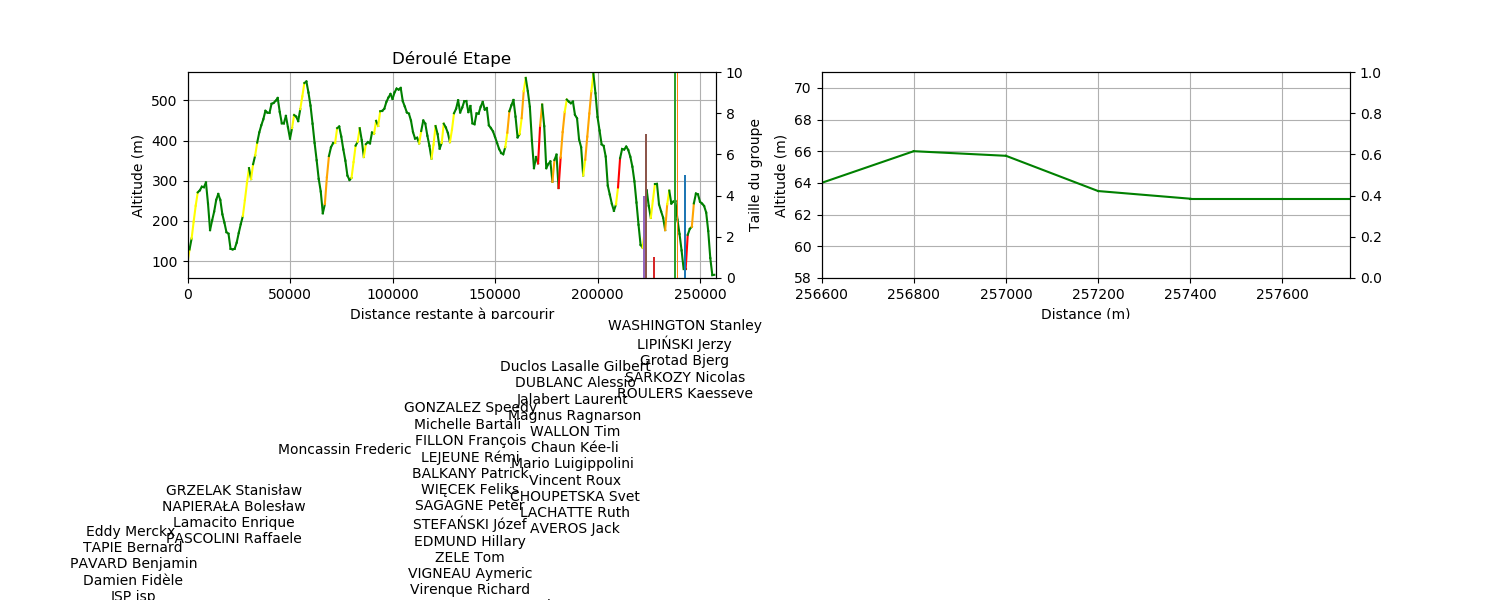 Déroulé Etape
500
400
300
200
100
Altitude (m)
10
8
6
4
2
0
Taille du groupe
0 50000 100000 150000 200000 250000
Distance restante à parcourir
70
68
66
64
62
60
58
Altitude (m)
1.0
0.8
0.6
0.4
0.2
0.0
256600 256800 257000 257200 257400 257600
Distance (m)
WASHINGTON Stanley
LIPIŃSKI Jerzy
Grotad Bjerg
SARKOZY Nicolas
ROULERS Kaesseve
Duclos Lasalle Gilbert
DUBLANC Alessio
Jalabert Laurent
Magnus Ragnarson
WALLON Tim
Chaun Kée-li
Mario Luigippolini
Vincent Roux
CHOUPETSKA Svet
LACHATTE Ruth
AVEROS Jack
GONZALEZ Speedy
Michelle Bartali
FILLON François
LEJEUNE Rémi
BALKANY Patrick
WIĘCEK Feliks
SAGAGNE Peter
STEFAŃSKI Józef
EDMUND Hillary
ZELE Tom
VIGNEAU Aymeric
Virenque Richard
Moncassin Frederic
GRZELAK Stanisław
NAPIERAŁA Bolesław
Lamacito Enrique
PASCOLINI Raffaele
Eddy Merckx
TAPIE Bernard
PAVARD Benjamin
Damien Fidèle
JSP jsp